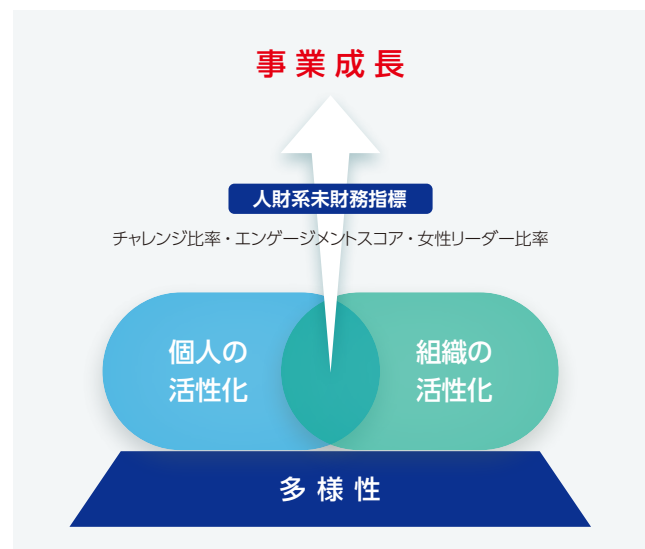 事業成長
人財系未財務指標
チャレンジ比率・エンゲージメントスコア・女性リーダー比率
個人の
活性化
組織の
活性化
多様性